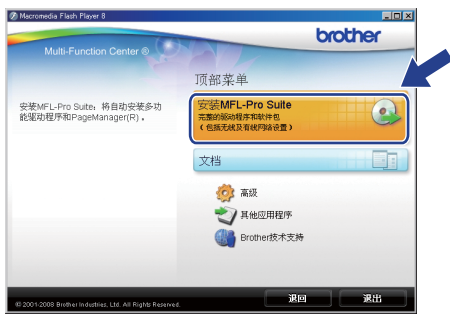 Macromedia Flash Player 8
brother
Multi-Function Center ®
顶部菜单
安装MFL-Pro Suite：将自动安装多功
能驱动程序和PageManager(R) 。
安装MFL-Pro Suite
完整的驱动程序和软件包
（包括无线及有线网络设置）
文档
高级
其他应用程序
Brother技术支持
© 2001-2008 Brother Industries, Ltd. All Rights Reserved.
退回
退出